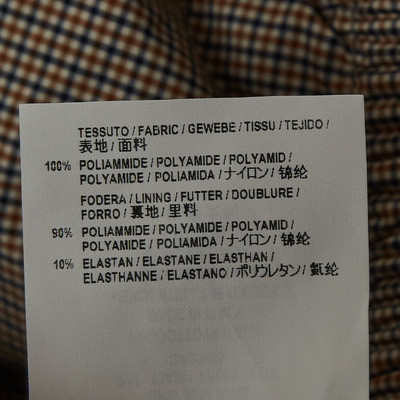 TESSUTO / FABRIC / GEWEBE / TISSU / TEJIDO /
表地 / 面料
100% POLIAMMIDE / POLYAMIDE / POLYAMID /
POLYAMIDE / POLIAMIDA / ナイロン / 锦纶
FODERA / LINING / FUTTER / DOUBLURE /
FORRO / 裏地 / 里料
90% POLIAMMIDE / POLYAMIDE / POLYAMID /
POLYAMIDE / POLIAMIDA / ナイロン / 锦纶
10% ELASTAN / ELASTANE / ELASTHAN /
ELASTHANNE / ELASTANO / ポリウレタン / 氨纶